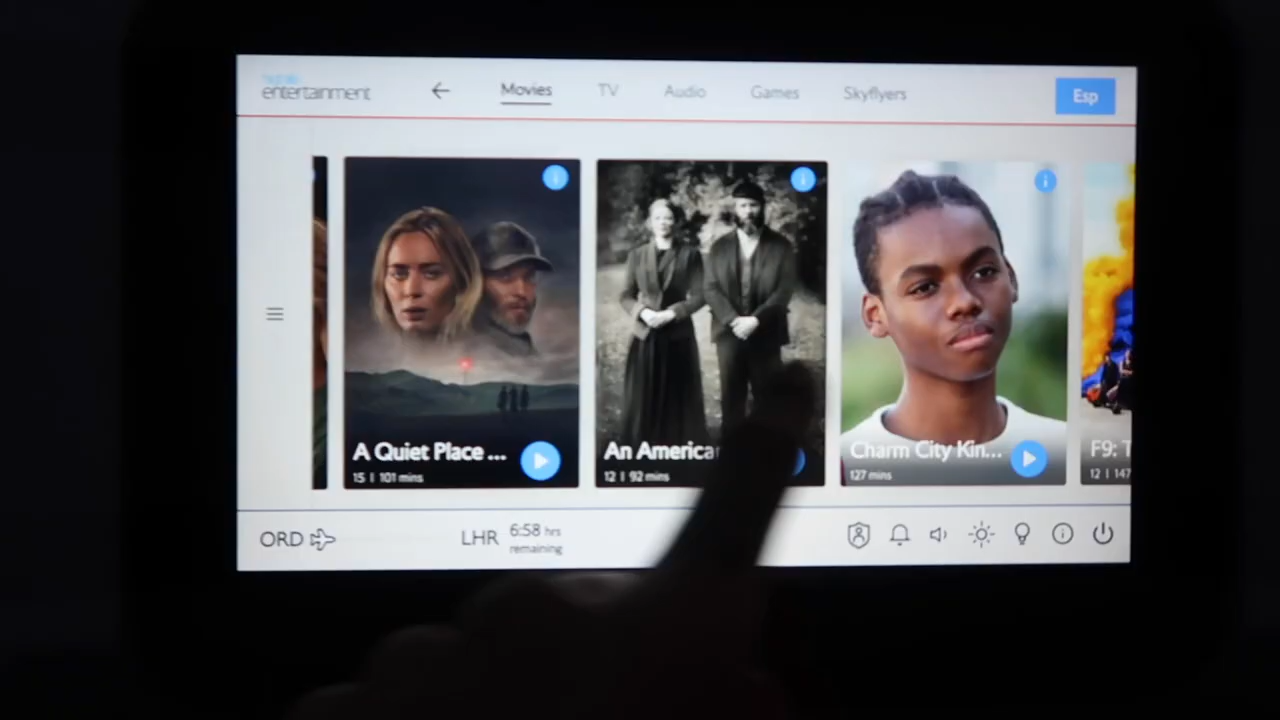 entertainment
Movies
TV
Audio
Games
Skyflyers
Esp
A Quiet Place ...
15 | 101 mins
An America
12 | 92 mins
Charm City Kin...
127 mins
F9: T
12 | 147
ORD
LHR
6:58 hrs
remaining